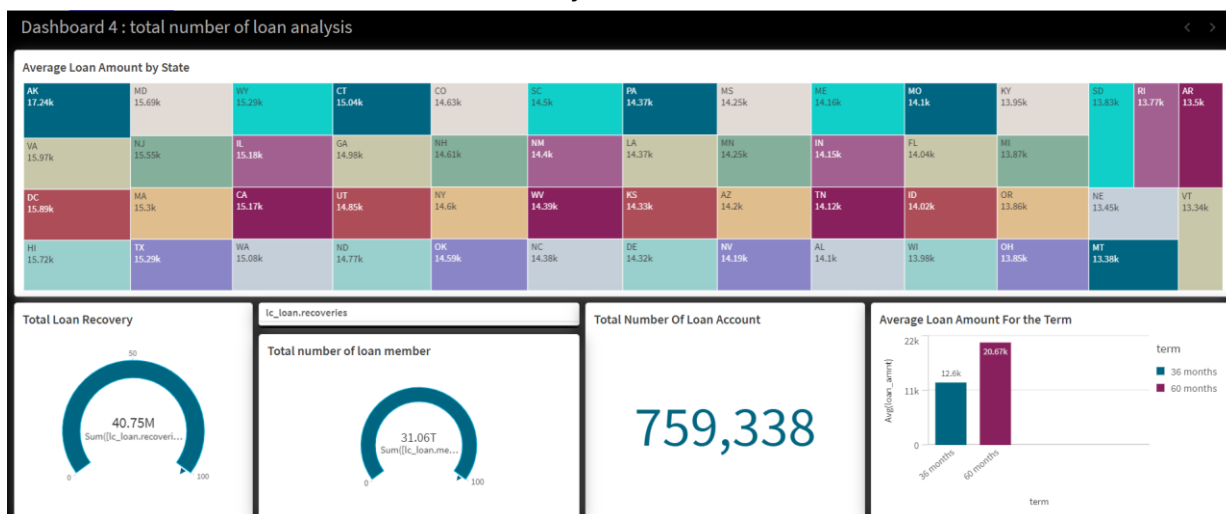 Dashboard 4 : total number of loan analysis
Average Loan Amount by State
AK
17.24k
VA
15.97k
DC
15.89k
HI
15.72k
MD
15.69k
NJ
15.55k
MA
15.3k
TX
15.29k
WY
15.29k
IL
15.18k
CA
15.17k
WA
15.08k
CT
15.04k
GA
14.98k
UT
14.85k
ND
14.77k
CO
14.63k
NH
14.61k
NY
14.6k
OK
14.59k
SC
14.5k
NM
14.4k
WV
14.39k
NC
14.38k
PA
14.37k
LA
14.37k
KS
14.33k
DE
14.32k
MS
14.25k
MN
14.25k
AZ
14.2k
NV
14.19k
ME
14.16k
IN
14.15k
TN
14.12k
AL
14.1k
MO
14.1k
FL
14.04k
ID
14.02k
WI
13.98k
KY
13.95k
MI
13.87k
OR
13.86k
OH
13.85k
SD
13.83k
RI
13.77k
AR
13.5k
NE
13.45k
MT
13.38k
VT
13.34k
Total Loan Recovery
50
40.75M
Sum([lc_loan.recoveri...
0
100
lc_loan.recoveries
Total number of loan member
31.06T
Sum([lc_loan.me...
0
100
Total Number Of Loan Account
759,338
Average Loan Amount For the Term
Avg(loan_amnt)
22k
11k
0
12.6k
20.67k
36 months
60 months
term
term
36 months
60 months